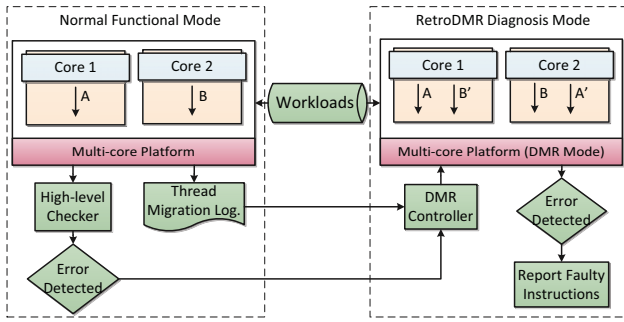 Normal Functional Mode
Core 1
Core 2
A
B
Multi-core Platform
High-level
Checker
Thread
Migration Log.
Error
Detected
Workloads
RetroDMR Diagnosis Mode
Core 1
Core 2
A
B’
B
A’
Multi-core Platform (DMR Mode)
DMR
Controller
Error
Detected
Report Faulty
Instructions